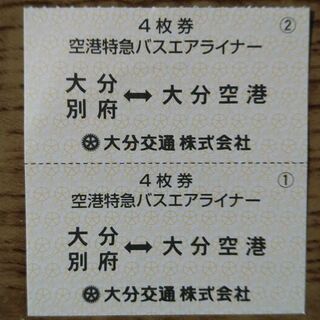 ４枚券 ②
空港特急バスエアライナー
大分
別府 ↔ 大分空港
大分交通株式会社
４枚券 ①
空港特急バスエアライナー
大分
別府 ↔ 大分空港
大分交通株式会社